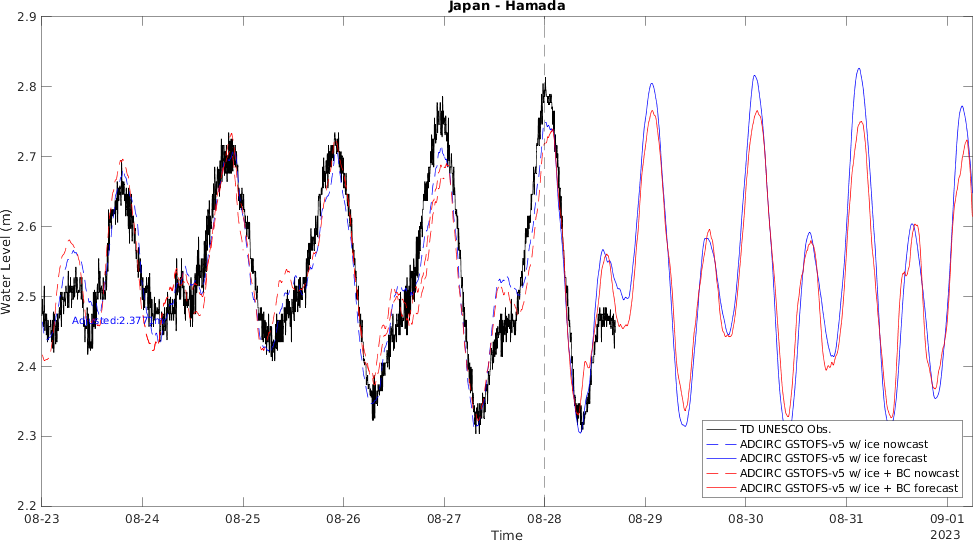 Japan - Hamada
2.9
2.8
2.7
2.6
2.5
2.4
2.3
2.2
Water Level (m)
TD UNESCO Obs.
ADCIRC GSTOFS-v5 w/ ice nowcast
ADCIRC GSTOFS-v5 w/ ice forecast
ADCIRC GSTOFS-v5 w/ ice + BC nowcast
ADCIRC GSTOFS-v5 w/ ice + BC forecast
08-23 08-24 08-25 08-26 08-27 08-28 08-29 08-30 08-31 09-01
2023
Time